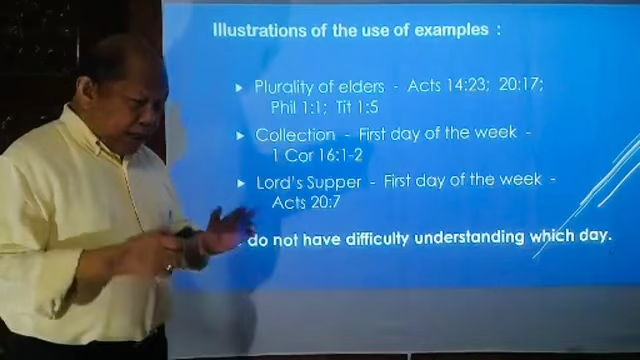 Illustrations of the use of examples :
Plurality of elders - Acts 14:23; 20:17;
Phil 1:1; Tit 1:5
Collection - First day of the week -
1 Cor 16:1-2
Lord's Supper - First day of the week -
Acts 20:7
do not have difficulty understanding which day.